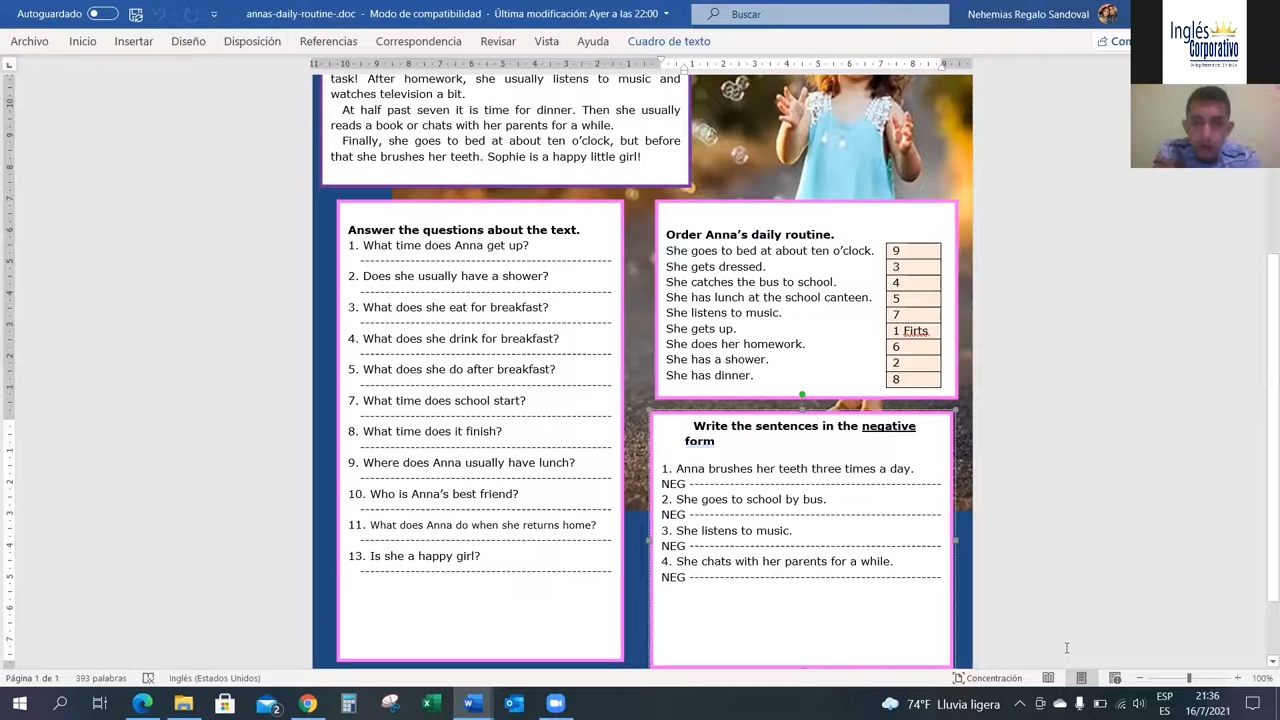 Autoguardado
annas-daily-routine-.doc - Modo de compatibilidad - Última modificación: Ayer a las 22:00
Buscar
Nehemias Regalo Sandoval
Archivo Inicio Insertar Diseño Disposición Referencias Correspondencia Revisar Vista Ayuda Cuadro de texto
Com
Inglés
Corporativo
task! After homework, she usually listens to music and
watches television a bit.
At half past seven it is time for dinner. Then she usually
reads a book or chats with her parents for a while.
Finally, she goes to bed at about ten o'clock, but before
that she brushes her teeth. Sophie is a happy little girl!
Answer the questions about the text.
1. What time does Anna get up?
2. Does she usually have a shower?
3. What does she eat for breakfast?
4. What does she drink for breakfast?
5. What does she do after breakfast?
7. What time does school start?
8. What time does it finish?
9. Where does Anna usually have lunch?
10. Who is Anna's best friend?
11. What does Anna do when she returns home?
13. Is she a happy girl?
Order Anna's daily routine.
She goes to bed at about ten o'clock. 9
She gets dressed. 3
She catches the bus to school. 4
She has lunch at the school canteen. 5
She listens to music. 7
She gets up. 1 Firts
She does her homework. 6
She has a shower. 2
She has dinner. 8
Write the sentences in the negative
form
1. Anna brushes her teeth three times a day.
NEG
2. She goes to school by bus.
NEG
3. She listens to music.
NEG
4. She chats with her parents for a while.
NEG
Página 1 de 1 393 palabras Inglés (Estados Unidos) Concentración 100%
74°F Lluvia ligera
ESP
ES
21:36
16/7/2021